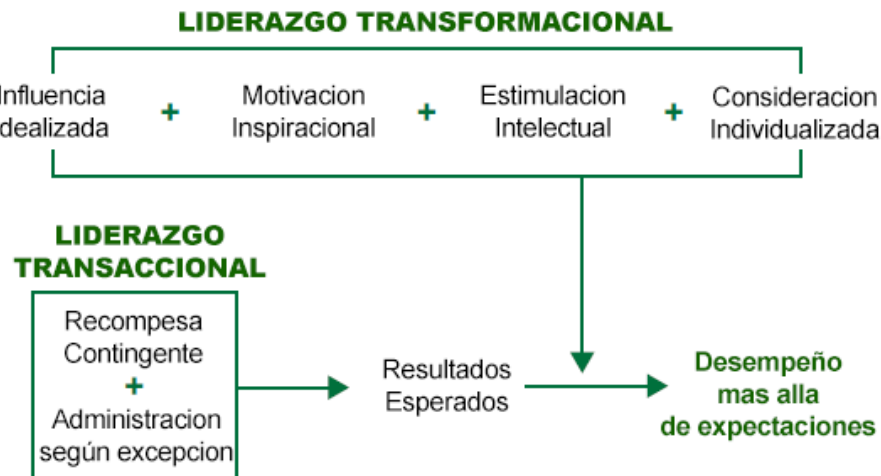 LIDERAZGO TRANSFORMACIONAL
Influencia
dealizada
+
Motivacion
Inspiracional
+
Estimulacion
Intelectual
+
Consideracion
Individualizada
LIDERAZGO
TRANSACCIONAL
Recompesa
Contingente
+
Administracion
según excepcion
Resultados
Esperados
Desempeño
mas alla
de expectaciones